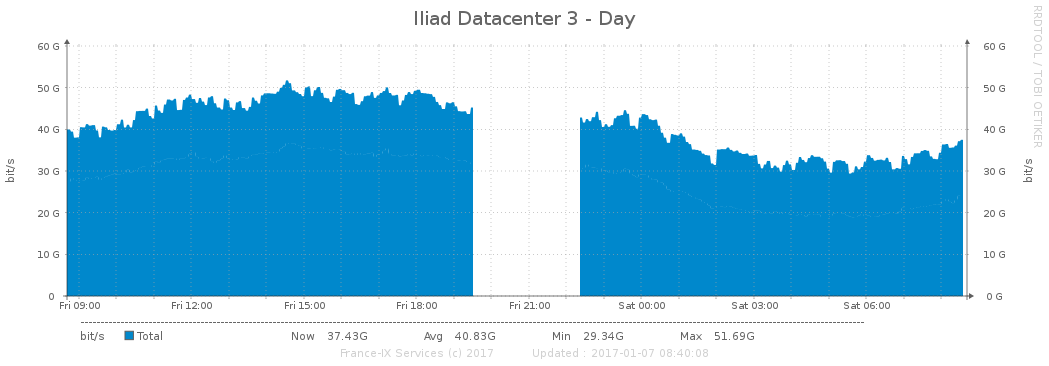 Iliad Datacenter 3 - Day
RRDTOOL / TOBI OETIKER
60 G 60 G
50 G 50 G
40 G 40 G
30 G 30 G
20 G 20 G
10 G 10 G
0 0 G
bit/s bit/s
Fri 09:00 Fri 12:00 Fri 15:00 Fri 18:00 Fri 21:00 Sat 00:00 Sat 03:00 Sat 06:00
bit/s Total Now 37.43G Avg 40.83G Min 29.34G Max 51.69G
France-IX Services (c) 2017 Updated : 2017-01-07 08:40:08